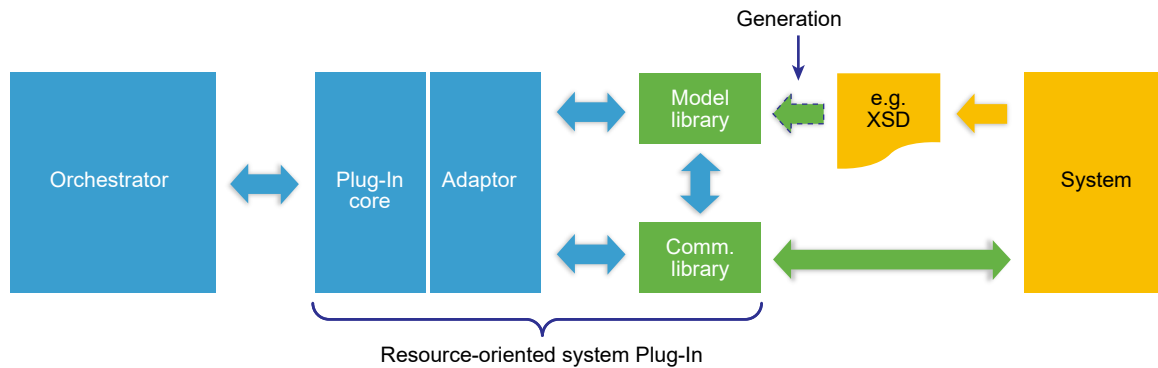 Generation
Orchestrator
Plug-In
core
Adaptor
Model
library
e.g.
XSD
System
Comm.
library
Resource-oriented system Plug-In